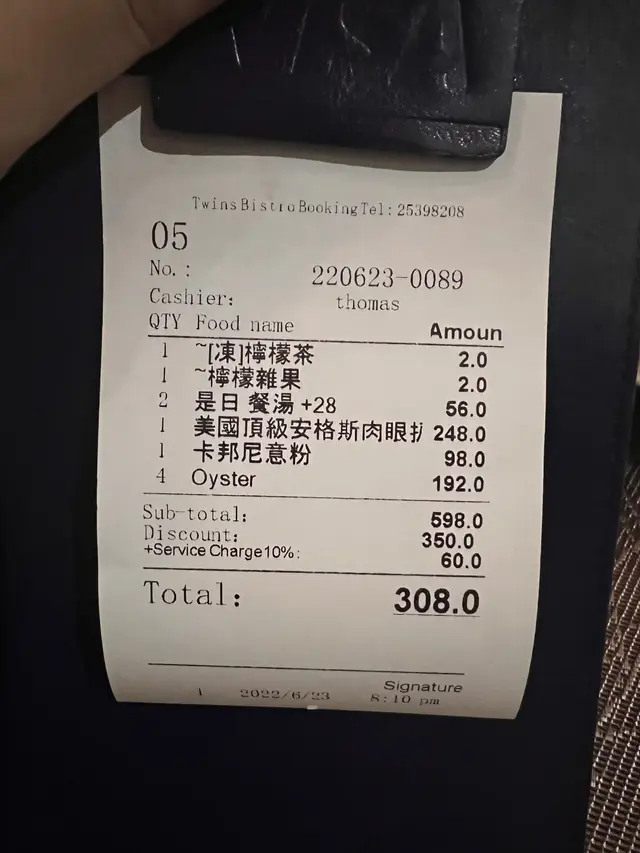 Twins Bistro Booking Tel: 25398208
05
No.: 220623-0089
Cashier: thomas
QTY Food name Amoun
1 ~[凍]檸檬茶 2.0
1 ~檸檬雜果 2.0
2 是日 餐湯 +28 56.0
1 美國頂級安格斯肉眼扒 248.0
1 卡邦尼意粉 98.0
4 Oyster 192.0
Sub-total: 598.0
Discount: 350.0
+Service Charge10%: 60.0
Total: 308.0
Signature
1 2022/6/23 8:10 pm